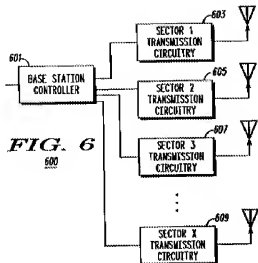 603
SECTOR 1
TRANSMISSION
CIRCUITRY
601
BASE STATION
CONTROLLER
605
SECTOR 2
TRANSMISSION
CIRCUITRY
FIG. 6
600
607
SECTOR 3
TRANSMISSION
CIRCUITRY
609
SECTOR X
TRANSMISSION
CIRCUITRY